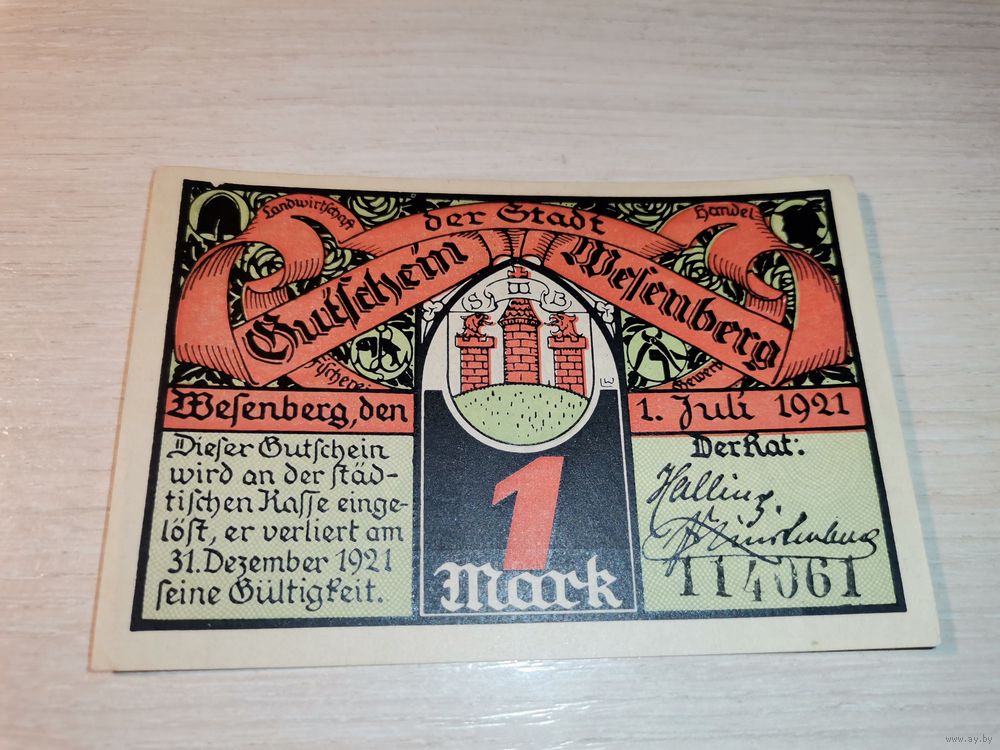 Landwirtschaft
der Stadt
Handel
Gutschein
Wesenberg
S T B
Fischerei
Gewerb
Wesenberg, den
1. Juli 1921
Dieser Gutschein
wird an der städ-
tischen Kasse einge-
löst, er verliert am
31. Dezember 1921
seine Gültigkeit.
1
Mark
Der Rat:
Halling.
114061
www.ay.by